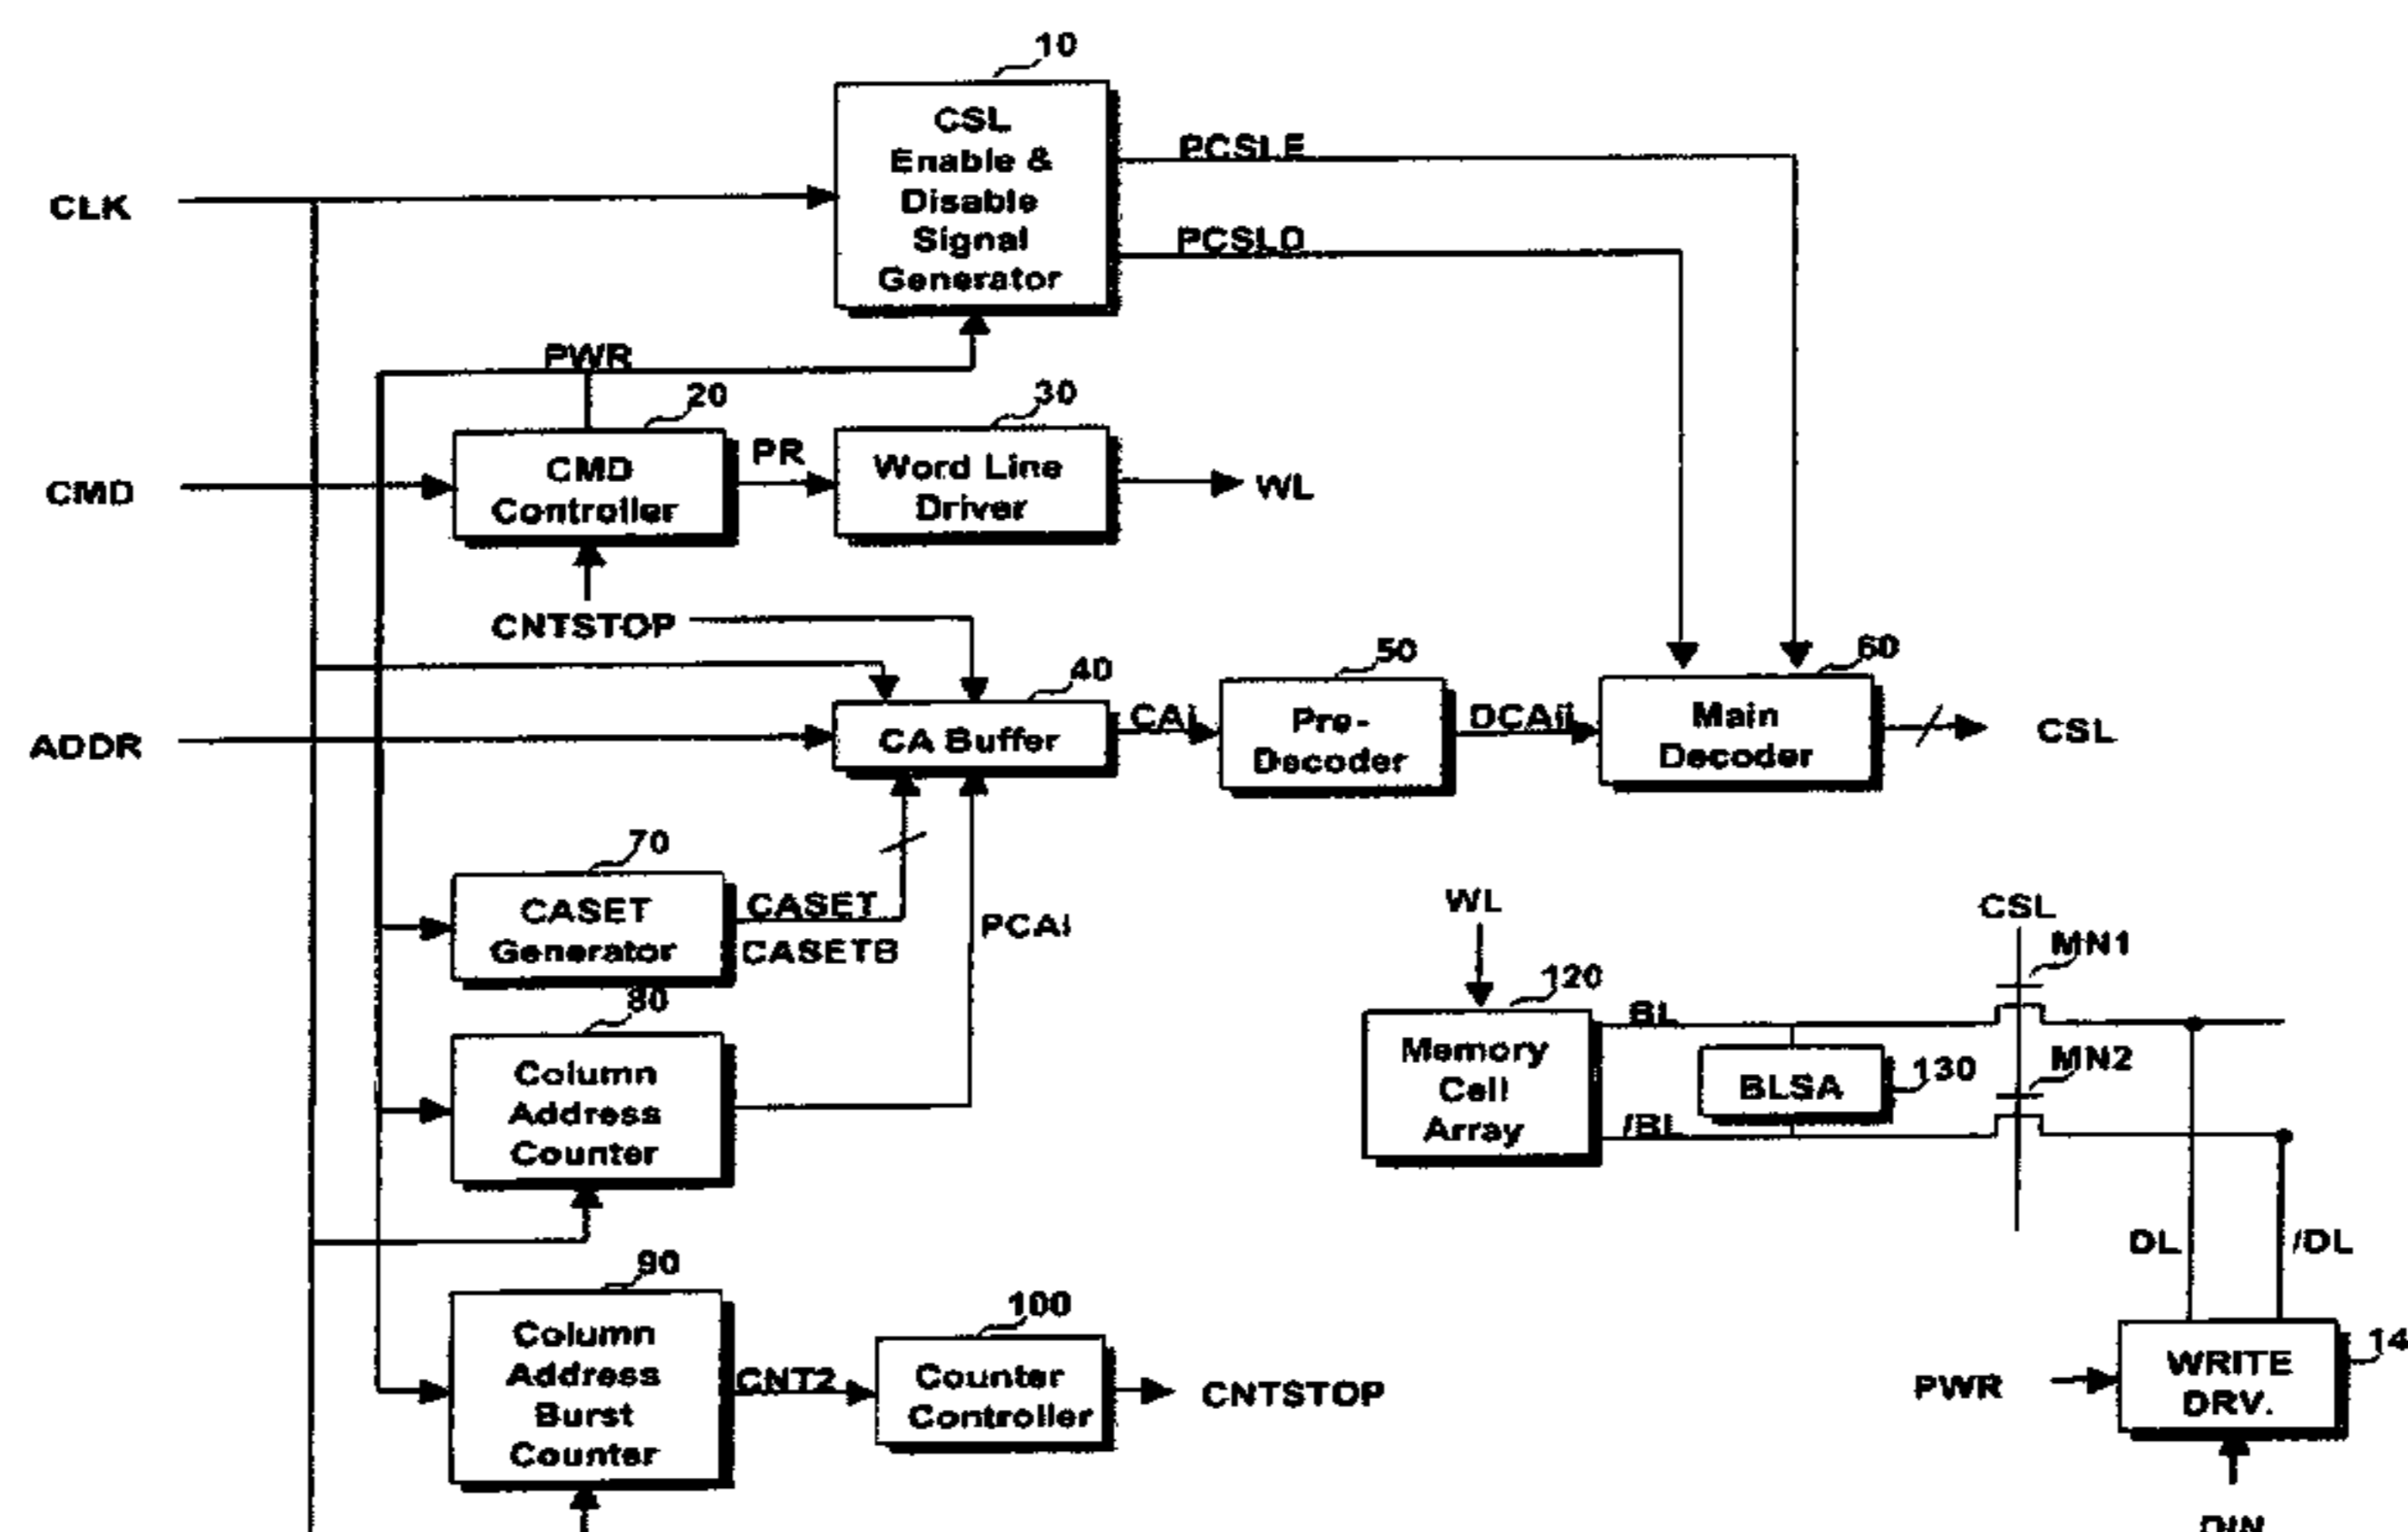 10
CSL
Enable &
Disable
Signal
Generator
PCSLE
PCSLD
CLK
PWR
20
30
CMD
CMD
Controller
PR
Word Line
Driver
WL
CNTSTOP
40
50
60
ADDR
CA Buffer
CAi
Pre-
Decoder
DCAij
Main
Decoder
CSL
70
CASET
Generator
CASET
CASETB
PCAi
80
Column
Address
Counter
WL
120
Memory
Cell
Array
BL
/BL
BLSA
130
CSL
MN1
MN2
DL
/DL
90
Column
Address
Burst
Counter
CNT2
100
Counter
Controller
CNTSTOP
PWR
WRITE
DRV.
14
DIN